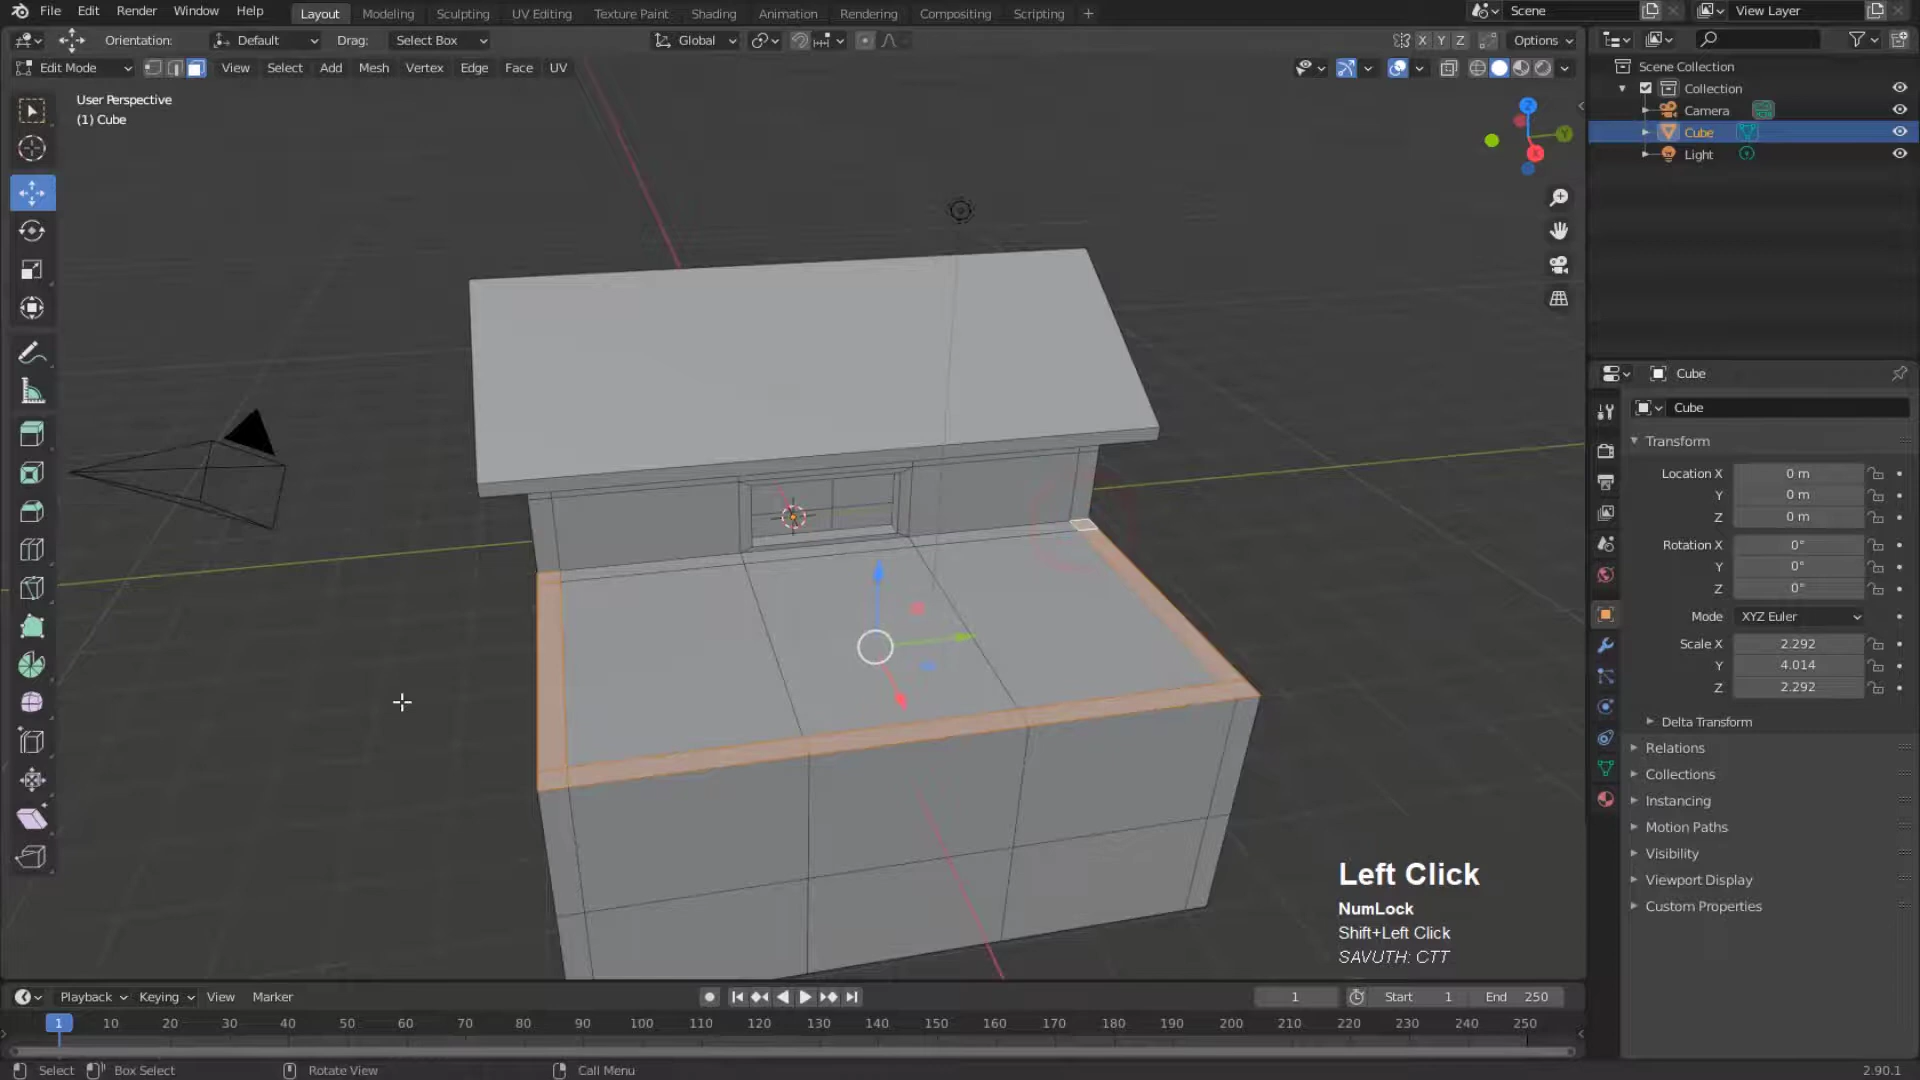 File Edit Render Window Help Layout Modeling Sculpting UV Editing Texture Paint Shading Animation Rendering Compositing Scripting + Scene View Layer
Orientation: Default Drag: Select Box Global X Y Z Options
Edit Mode View Select Add Mesh Vertex Edge Face UV
User Perspective
(1) Cube
Scene Collection
Collection
Camera
Cube
Light
Z
Y
X
Cube
Cube
Transform
Location X 0 m
Y 0 m
Z 0 m
Rotation X 0°
Y 0°
Z 0°
Mode XYZ Euler
Scale X 2.292
Y 4.014
Z 2.292
Delta Transform
Relations
Collections
Instancing
Motion Paths
Visibility
Viewport Display
Custom Properties
Left Click
NumLock
Shift+Left Click
SAVUTH: CTT
Playback Keying View Marker 1 Start 1 End 250
1 10 20 30 40 50 60 70 80 90 100 110 120 130 140 150 160 170 180 190 200 210 220 230 240 250
Select Box Select Rotate View Call Menu 2.90.1